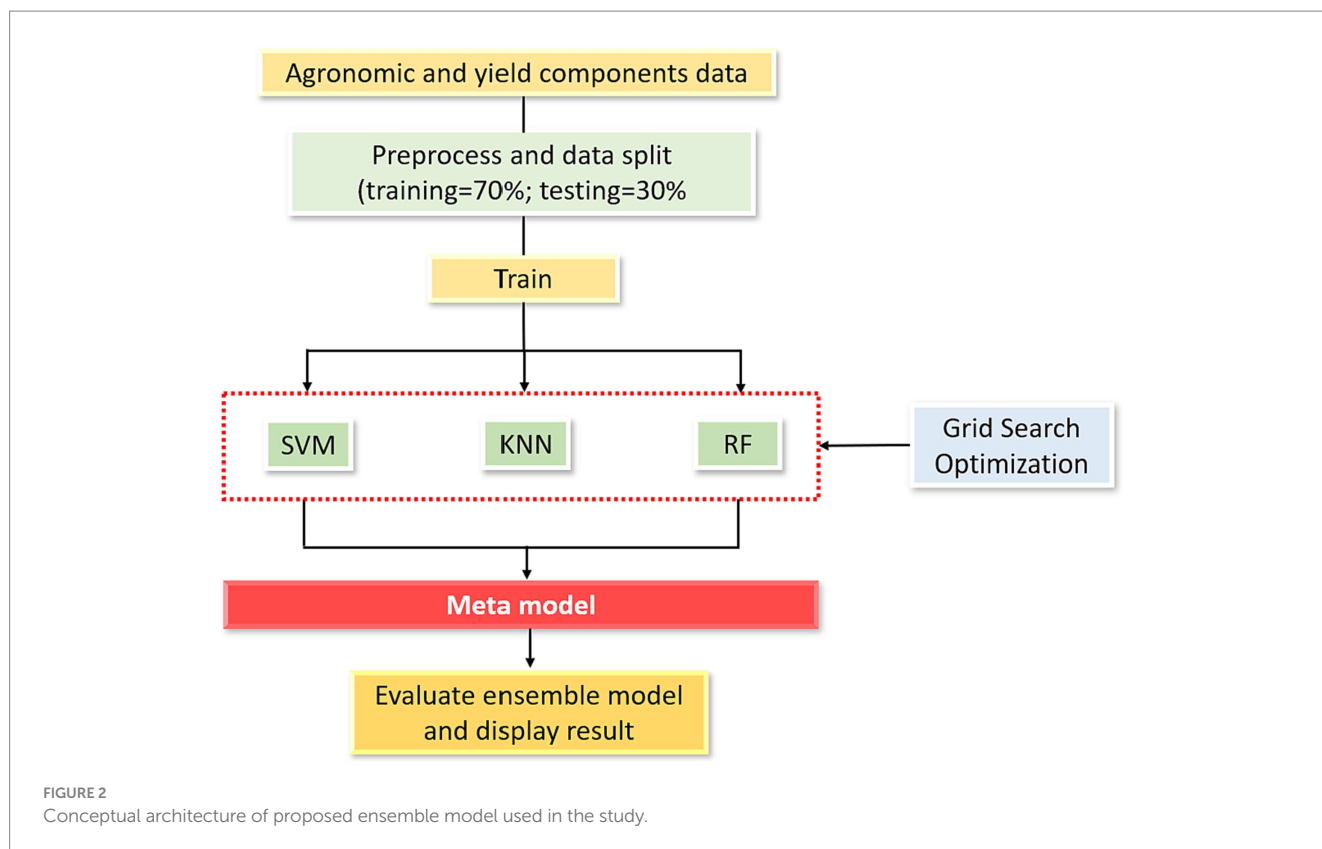 Agronomic and yield components data
Preprocess and data split
(training=70%; testing=30%
Train
SVM
KNN
RF
Grid Search
Optimization
Meta model
Evaluate ensemble model
and display result
FIGURE 2
Conceptual architecture of proposed ensemble model used in the study.